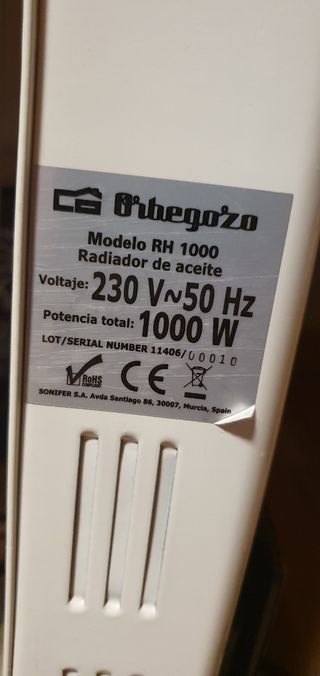 Orbegozo
Modelo RH 1000
Radiador de aceite
Voltaje: 230 V~50 Hz
Potencia total: 1000 W
LOT/SERIAL NUMBER 11406/00010
RoHS
COMPLIANT
CE
SONIFER S.A. Avda Santiago 86, 30007, Murcia, Spain